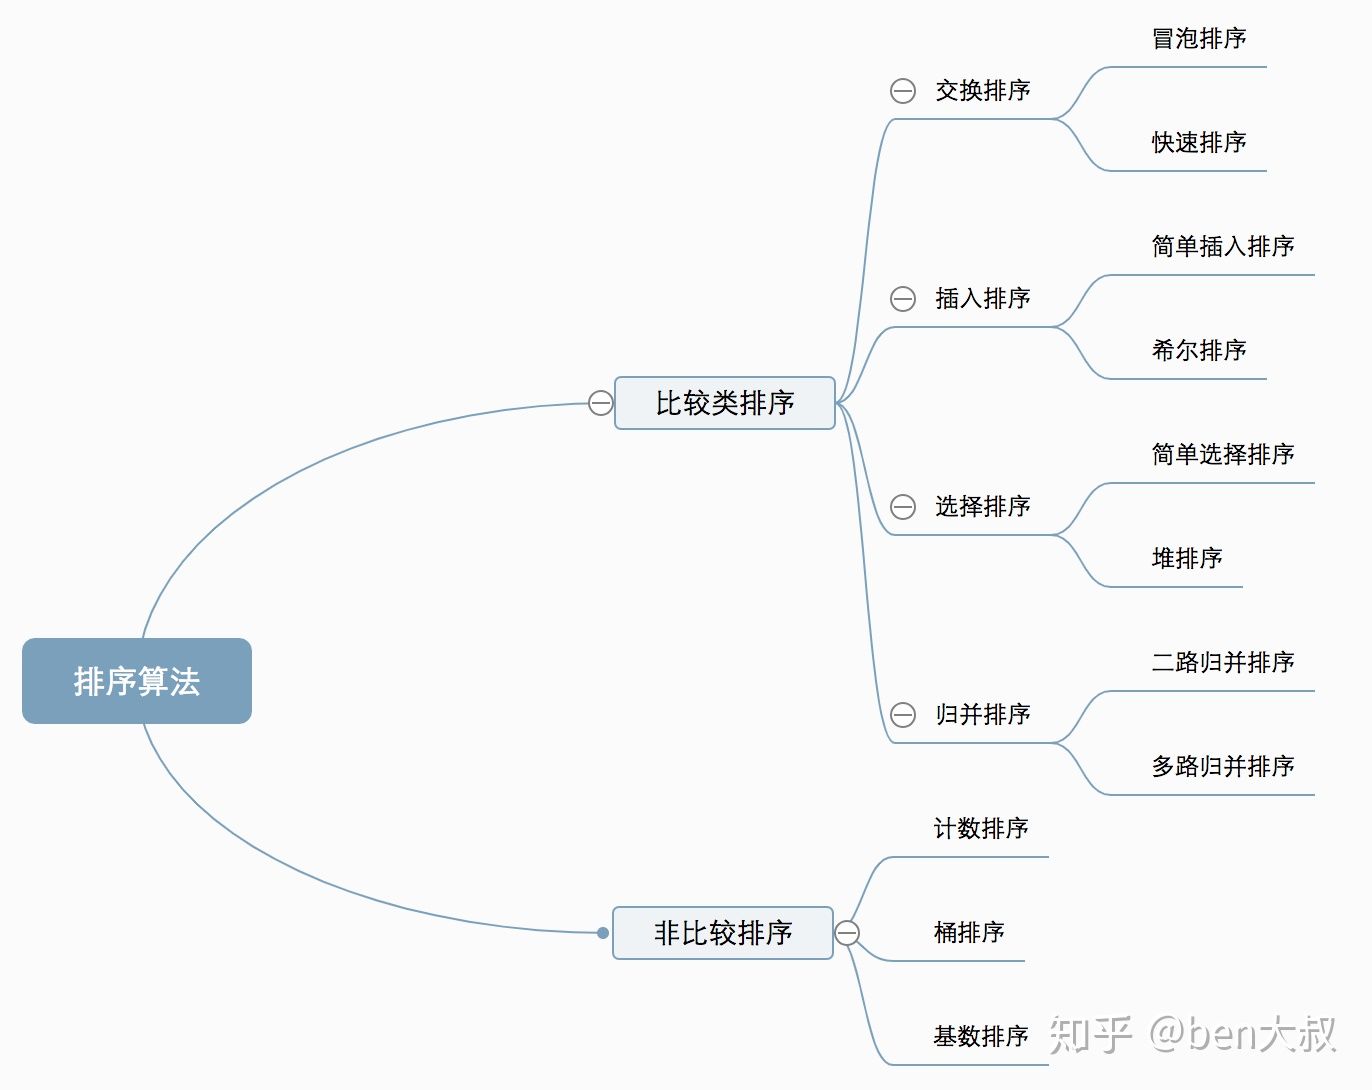 冒泡排序
交换排序
快速排序
简单插入排序
插入排序
希尔排序
比较类排序
简单选择排序
选择排序
堆排序
二路归并排序
排序算法
归并排序
多路归并排序
计数排序
非比较排序
桶排序
基数排序
知乎 @ben大叔